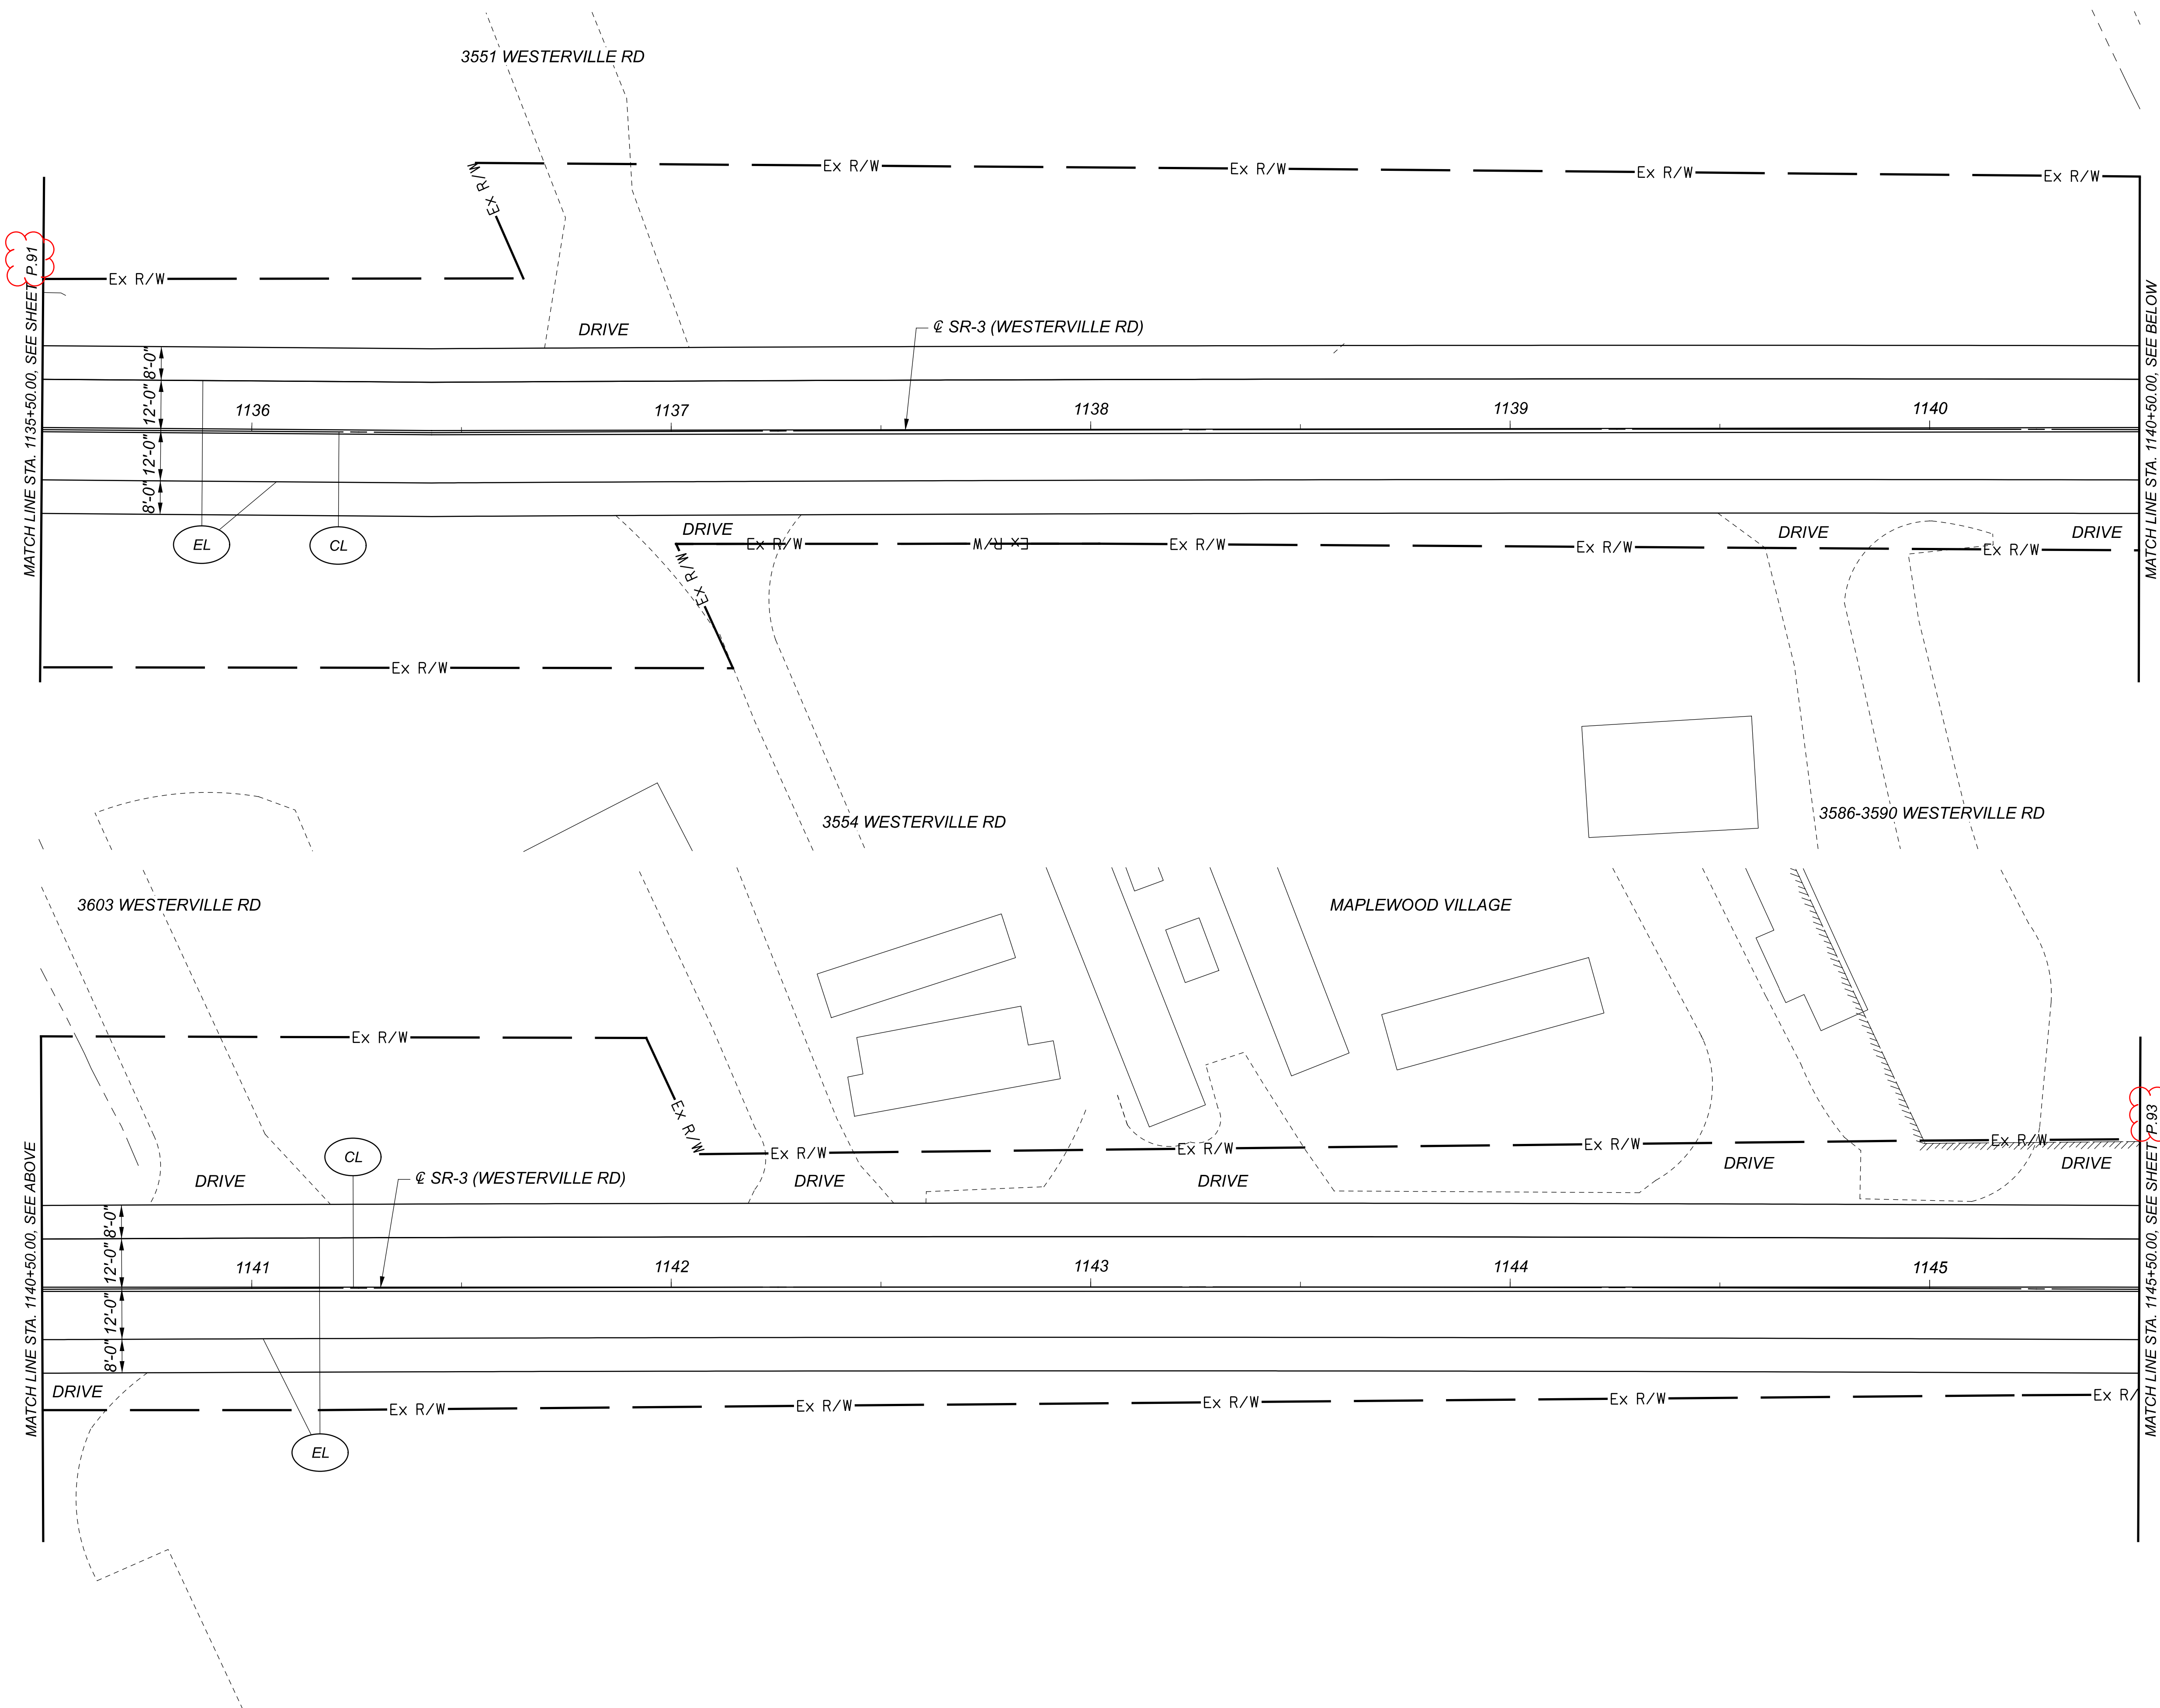 3551 WESTERVILLE RD
Ex R/W
Ex R/W
Ex R/W
Ex R/W
Ex R/W
Ex R/W
MATCH LINE STA. 1135+50.00, SEE SHEET P.91
MATCH LINE STA. 1140+50.00, SEE BELOW
DRIVE
℄ SR-3 (WESTERVILLE RD)
8'-0"
12'-0"
12'-0"
8'-0"
1136
1137
1138
1139
1140
EL
CL
DRIVE
DRIVE
DRIVE
Ex R/W
Ex R/W
Ex R/W
Ex R/W
Ex R/W
Ex R/W
Ex R/W
3554 WESTERVILLE RD
3586-3590 WESTERVILLE RD
3603 WESTERVILLE RD
MAPLEWOOD VILLAGE
Ex R/W
Ex R/W
Ex R/W
Ex R/W
Ex R/W
Ex R/W
MATCH LINE STA. 1140+50.00, SEE ABOVE
MATCH LINE STA. 1145+50.00, SEE SHEET P.93
CL
DRIVE
℄ SR-3 (WESTERVILLE RD)
DRIVE
DRIVE
DRIVE
DRIVE
8'-0"
12'-0"
12'-0"
8'-0"
1141
1142
1143
1144
1145
DRIVE
Ex R/W
Ex R/W
Ex R/W
Ex R/W
Ex R/
EL